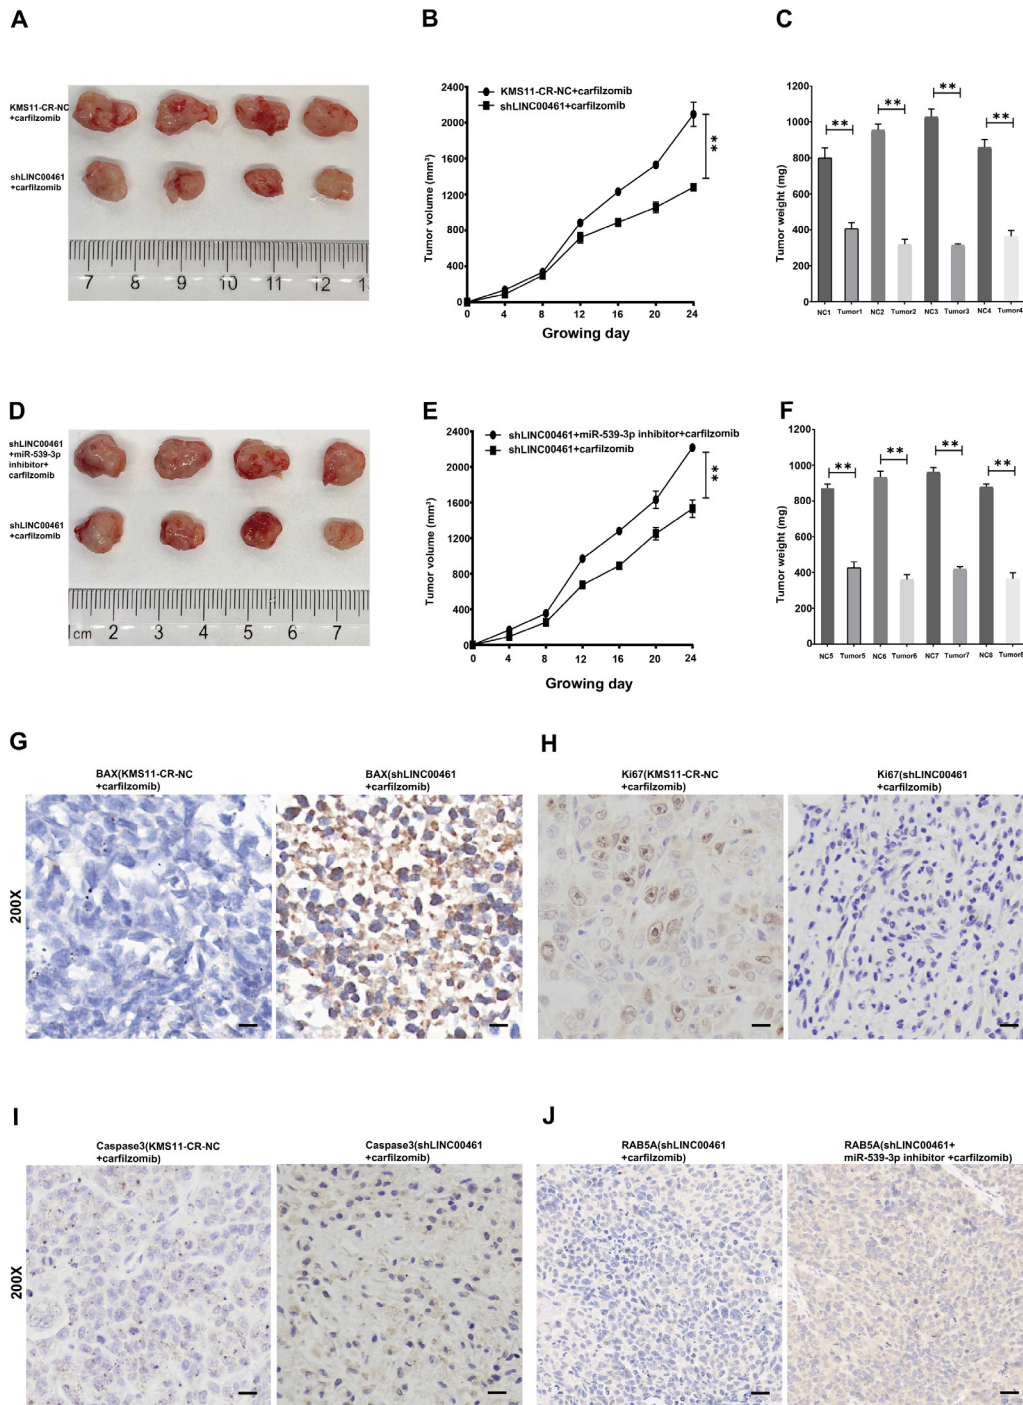 A
B
C
KMS11-CR-NC
+carfilzomib
shLINC00461
+carfilzomib
7 8 9 10 11 12
Tumor volume (mm³)
2400
2000
1600
1200
800
400
0
KMS11-CR-NC+carfilzomib
shLINC00461+carfilzomib
**
0 4 8 12 16 20 24
Growing day
Tumor weight (mg)
1200
1000
800
600
400
200
0
** ** ** **
NC1 Tumor1 NC2 Tumor2 NC3 Tumor3 NC4 Tumor4
D
E
F
shLINC00461
+miR-539-3p
inhibitor+
carfilzomib
shLINC00461
+carfilzomib
1cm 2 3 4 5 6 7
Tumor volume (mm³)
2400
2000
1600
1200
800
400
0
shLINC00461+miR-539-3p inhibitor+carfilzomib
shLINC00461+carfilzomib
**
0 4 8 12 16 20 24
Growing day
Tumor weight (mg)
1200
1000
800
600
400
200
0
** ** ** **
NC5 Tumor5 NC6 Tumor6 NC7 Tumor7 NC8 Tumor8
G
H
BAX(KMS11-CR-NC
+carfilzomib)
BAX(shLINC00461
+carfilzomib)
Ki67(KMS11-CR-NC
+carfilzomib)
Ki67(shLINC00461
+carfilzomib)
200X
I
J
Caspase3(KMS11-CR-NC
+carfilzomib)
Caspase3(shLINC00461
+carfilzomib)
RAB5A(shLINC00461
+carfilzomib)
RAB5A(shLINC00461+
miR-539-3p inhibitor +carfilzomib)
200X